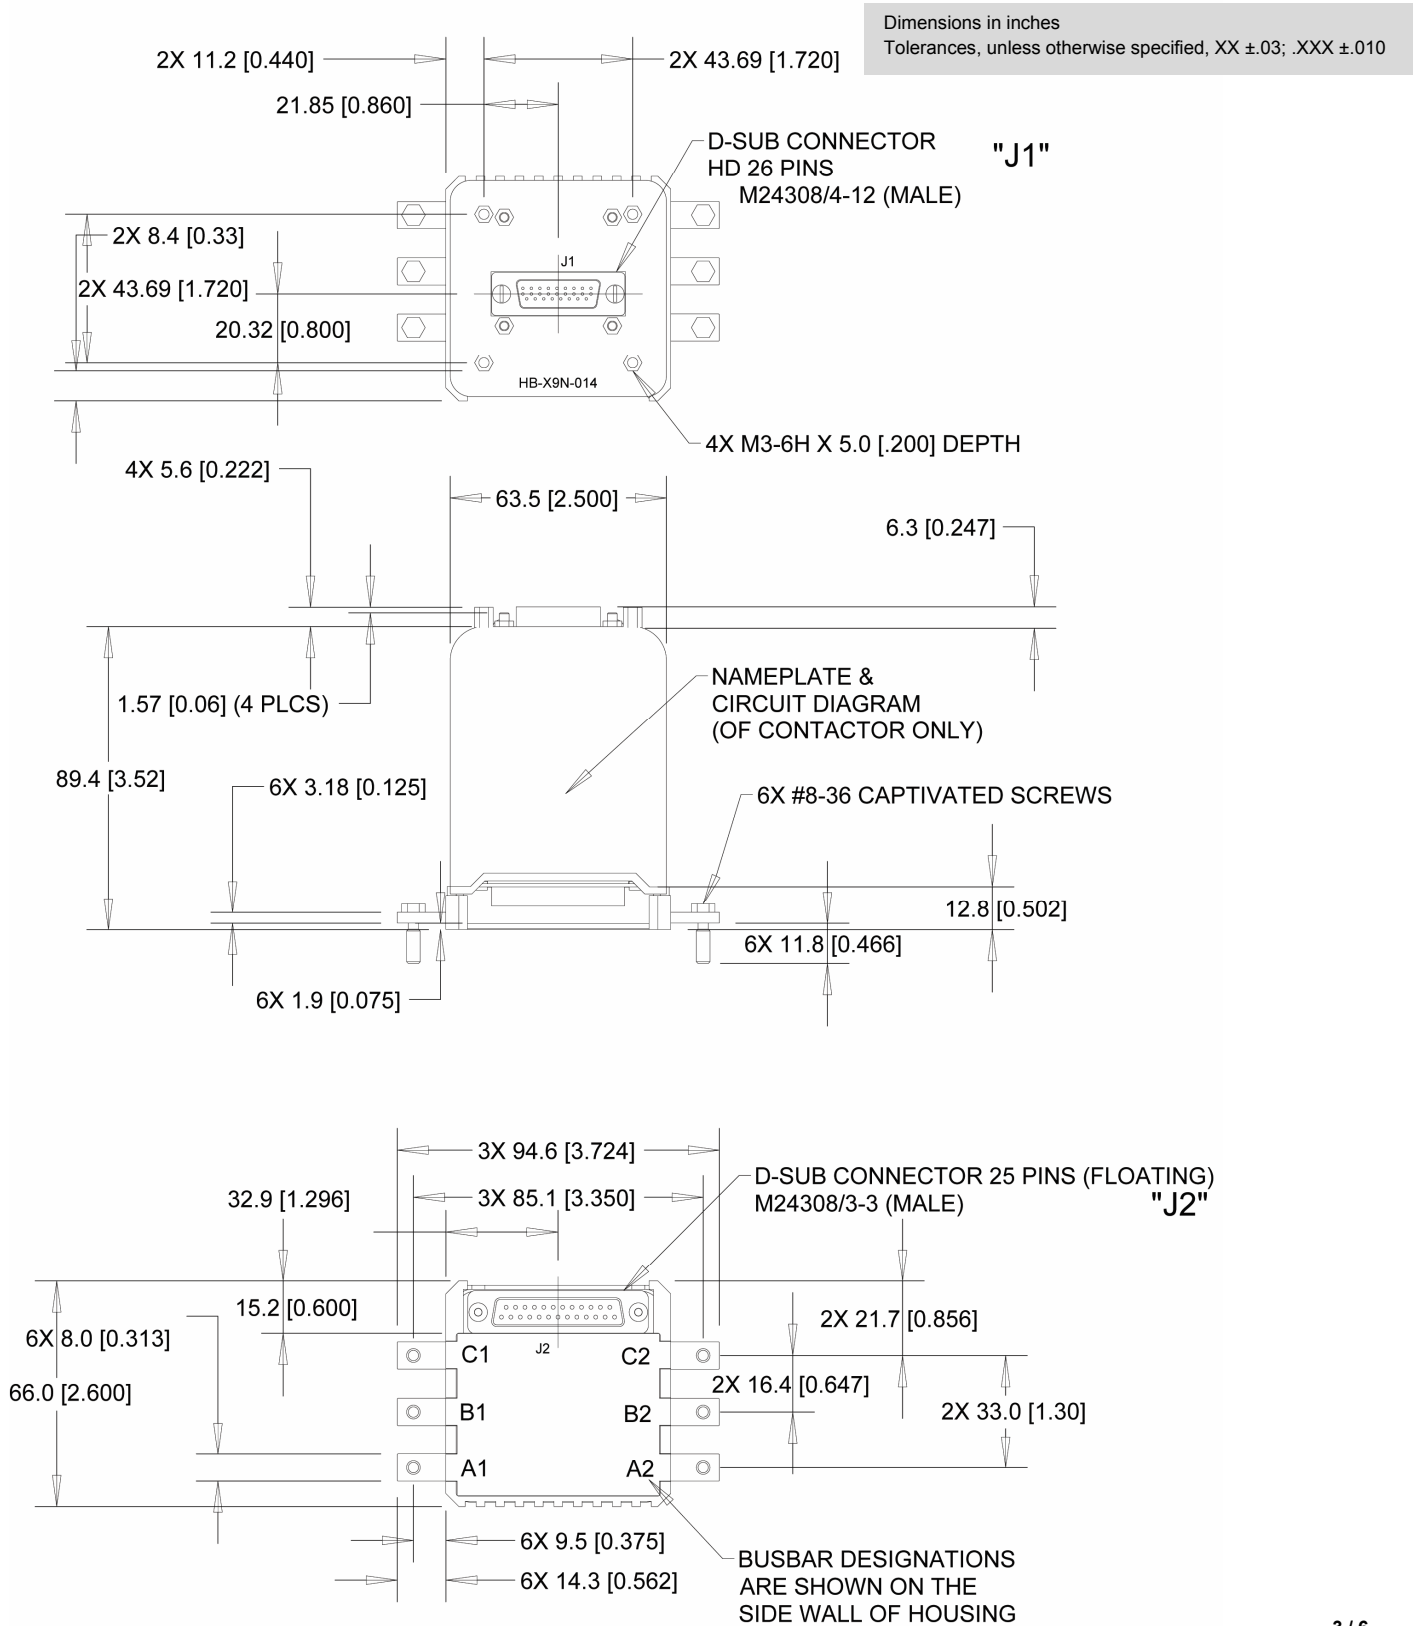 Dimensions in inches
Tolerances, unless otherwise specified, XX ±.03; .XXX ±.010
2X 11.2 [0.440]
2X 43.69 [1.720]
21.85 [0.860]
D-SUB CONNECTOR
HD 26 PINS
M24308/4-12 (MALE)
"J1"
2X 8.4 [0.33]
J1
2X 43.69 [1.720]
20.32 [0.800]
HB-X9N-014
4X M3-6H X 5.0 [.200] DEPTH
4X 5.6 [0.222]
63.5 [2.500]
6.3 [0.247]
NAMEPLATE &
CIRCUIT DIAGRAM
(OF CONTACTOR ONLY)
1.57 [0.06] (4 PLCS)
89.4 [3.52]
6X 3.18 [0.125]
6X #8-36 CAPTIVATED SCREWS
12.8 [0.502]
6X 11.8 [0.466]
6X 1.9 [0.075]
3X 94.6 [3.724]
D-SUB CONNECTOR 25 PINS (FLOATING)
M24308/3-3 (MALE)
"J2"
32.9 [1.296]
3X 85.1 [3.350]
15.2 [0.600]
2X 21.7 [0.856]
6X 8.0 [0.313]
C1
J2
C2
66.0 [2.600]
2X 16.4 [0.647]
B1
B2
2X 33.0 [1.30]
A1
A2
6X 9.5 [0.375]
6X 14.3 [0.562]
BUSBAR DESIGNATIONS
ARE SHOWN ON THE
SIDE WALL OF HOUSING